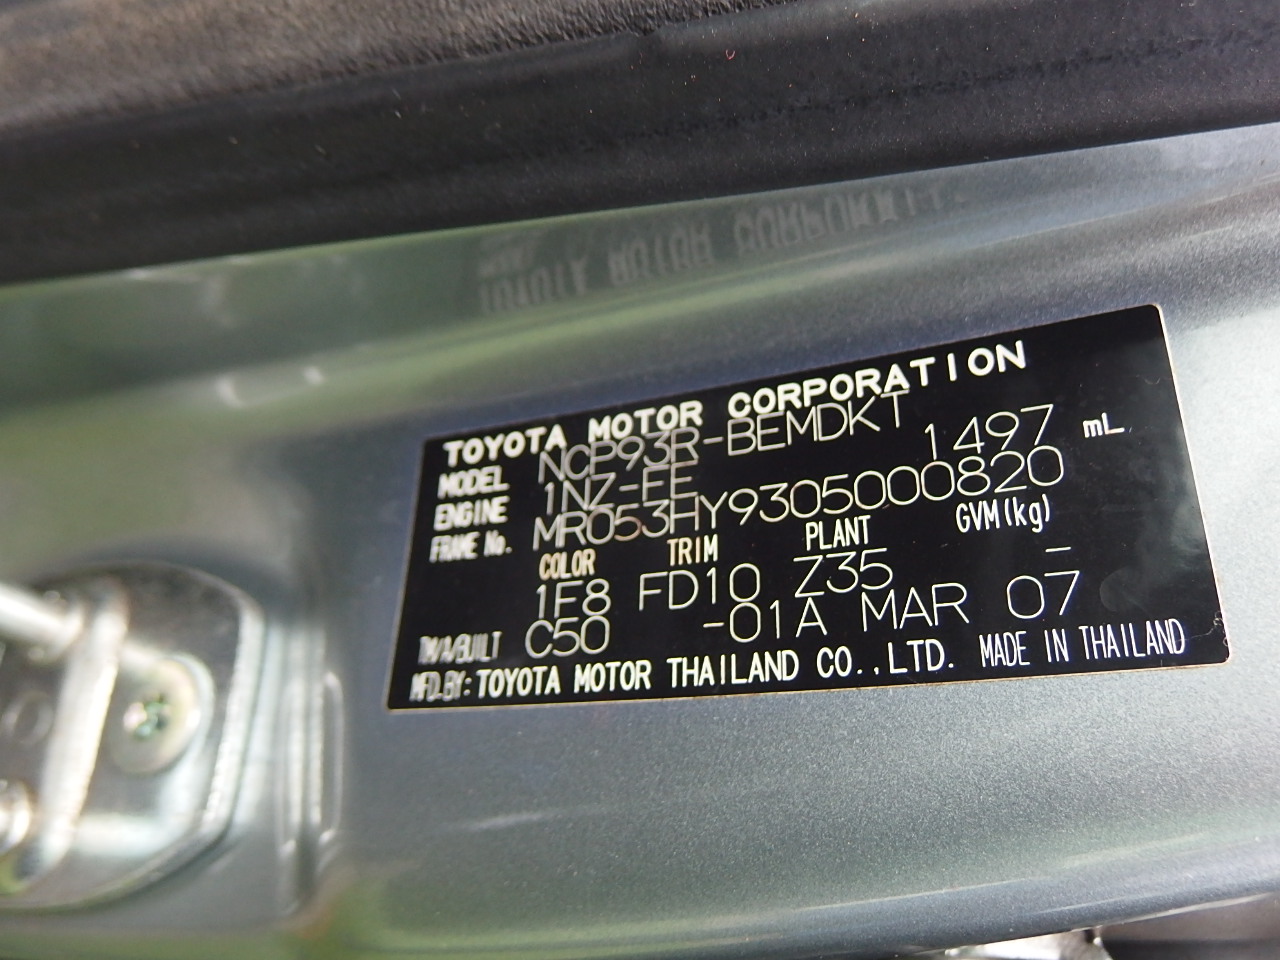 TOYOTA MOTOR CORPORATION
MODEL NCP93R-BEMDKT
ENGINE 1NZ-FE 1497 mL
FRAME No. MR053HY9305000820
COLOR TRIM PLANT GVM(kg)
1F8 FD10 Z35 -
TM/A/BUILT C50 -01A MAR 07
MFD.BY: TOYOTA MOTOR THAILAND CO.,LTD. MADE IN THAILAND